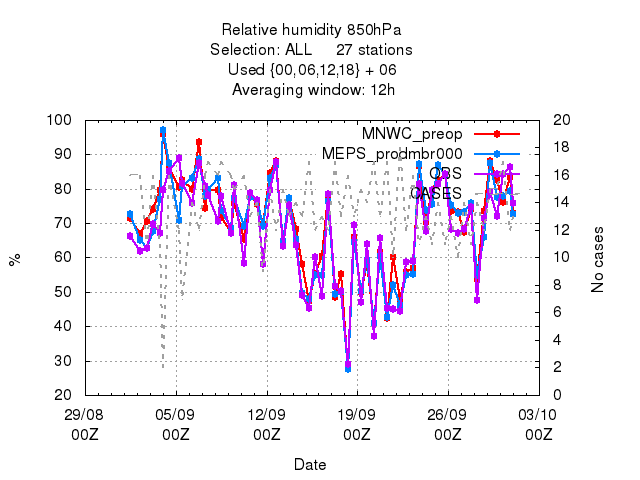 Relative humidity 850hPa
Selection: ALL 27 stations
Used {00,06,12,18} + 06
Averaging window: 12h
100 20
90 18
80 16
70 14
60 12
50 10
40 8
30 6
20 4
2
0
MNWC_preop
MEPS_prodmbr000
OBS
CASES
%
No cases
29/08 05/09 12/09 19/09 26/09 03/10
00Z 00Z 00Z 00Z 00Z 00Z
Date